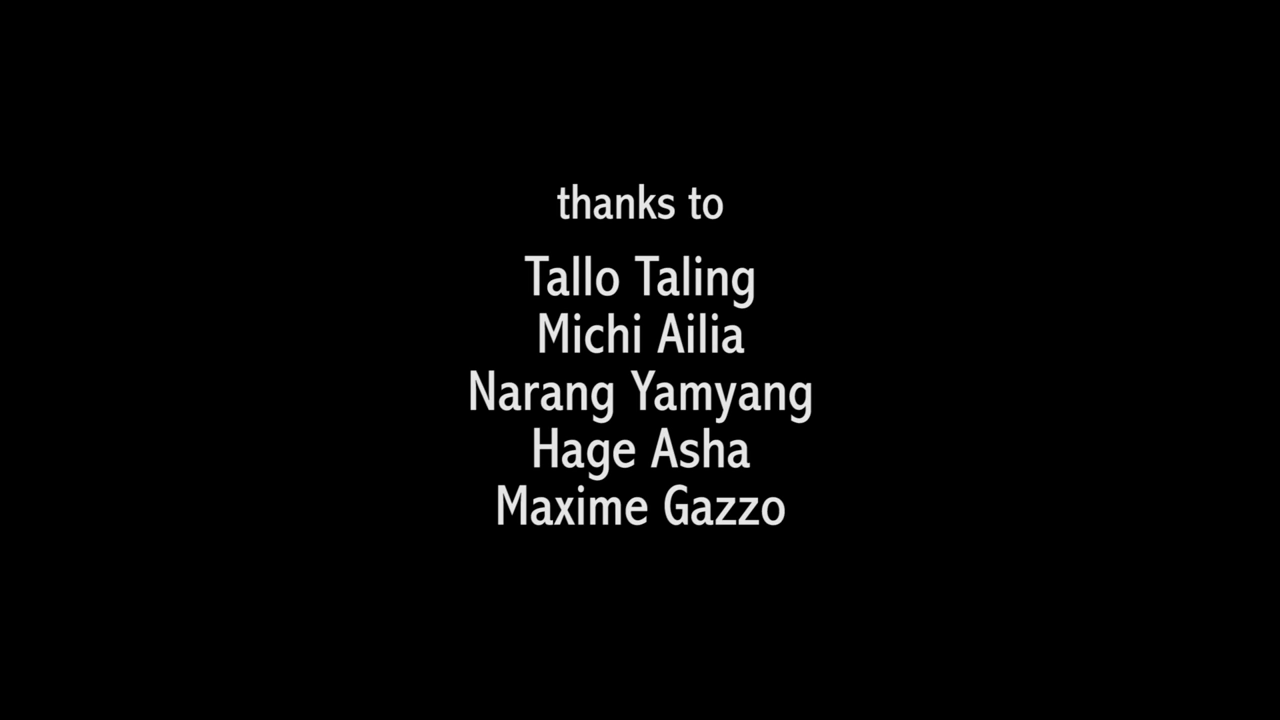 thanks to
Tallo Taling
Michi Ailia
Narang Yamyang
Hage Asha
Maxime Gazzo